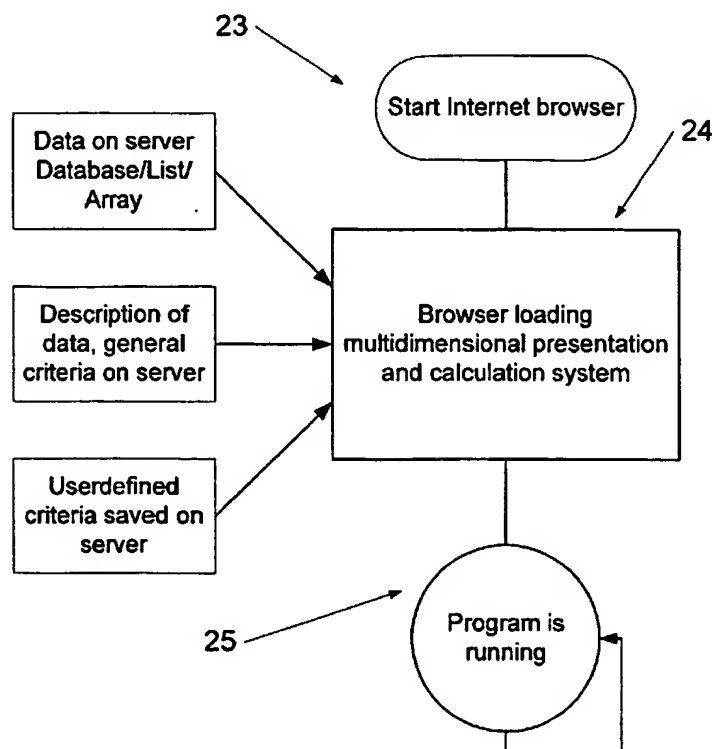 23
Start Internet browser
24
Data on server
Database/List/
Array
Description of
data, general
criteria on server
Userdefined
criteria saved on
server
Browser loading
multidimensional presentation
and calculation system
25
Program is
running